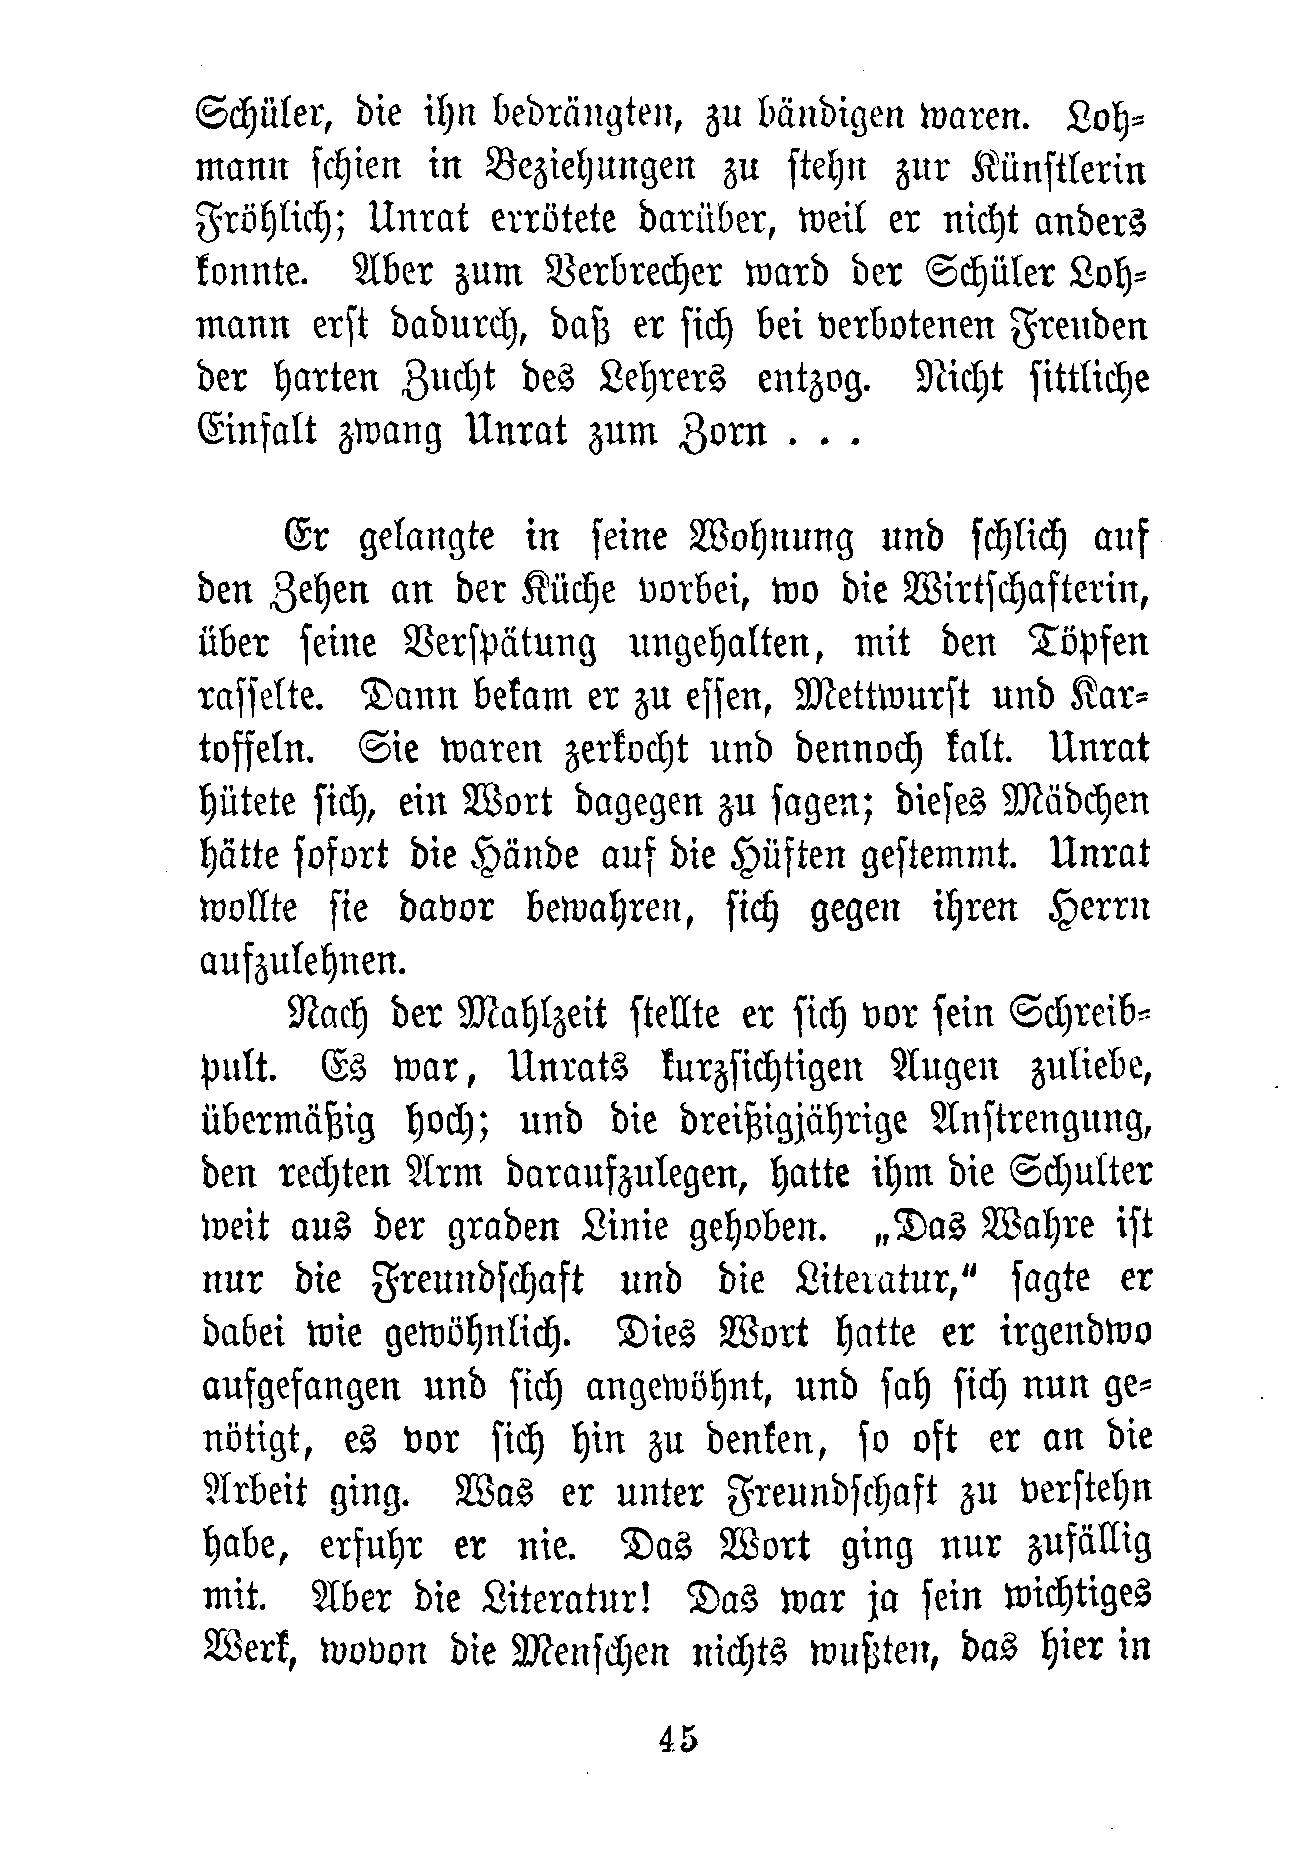 Schüler, die ihn bedrängten, zu bändigen waren. Loh-
mann schien in Beziehungen zu stehn zur Künstlerin
Fröhlich; Unrat errötete darüber, weil er nicht anders
konnte. Aber zum Verbrecher ward der Schüler Loh-
mann erst dadurch, daß er sich bei verbotenen Freuden
der harten Zucht des Lehrers entzog. Nicht sittliche
Einfalt zwang Unrat zum Zorn . . .
Er gelangte in seine Wohnung und schlich auf
den Zehen an der Küche vorbei, wo die Wirtschafterin,
über seine Verspätung ungehalten, mit den Töpfen
rasselte. Dann bekam er zu essen, Mettwurst und Kar-
toffeln. Sie waren zerkocht und dennoch kalt. Unrat
hütete sich, ein Wort dagegen zu sagen; dieses Mädchen
hätte sofort die Hände auf die Hüften gestemmt. Unrat
wollte sie davor bewahren, sich gegen ihren Herrn
aufzulehnen.
Nach der Mahlzeit stellte er sich vor sein Schreib-
pult. Es war, Unrats kurzsichtigen Augen zuliebe,
übermäßig hoch; und die dreißigjährige Anstrengung,
den rechten Arm daraufzulegen, hatte ihm die Schulter
weit aus der graden Linie gehoben. „Das Wahre ist
nur die Freundschaft und die Literatur,“ sagte er
dabei wie gewöhnlich. Dies Wort hatte er irgendwo
aufgefangen und sich angewöhnt, und sah sich nun ge-
nötigt, es vor sich hin zu denken, so oft er an die
Arbeit ging. Was er unter Freundschaft zu verstehn
habe, erfuhr er nie. Das Wort ging nur zufällig
mit. Aber die Literatur! Das war ja sein wichtiges
Werk, wovon die Menschen nichts wußten, das hier in
45